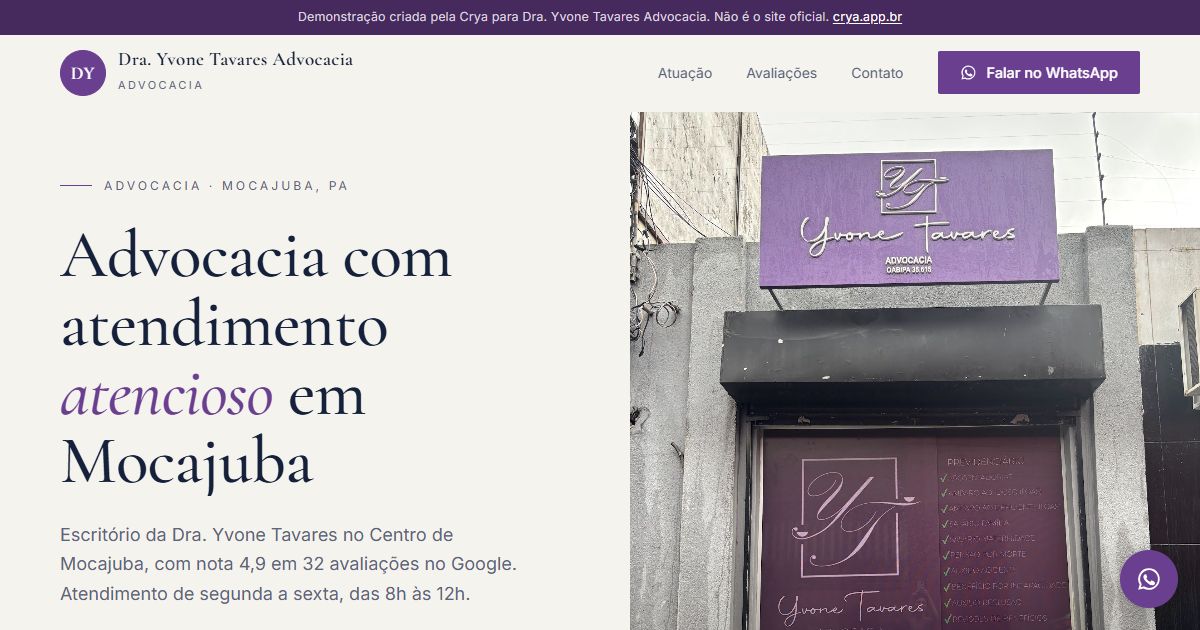 Demonstração criada pela Crya para Dra. Yvone Tavares Advocacia. Não é o site oficial. crya.app.br
DY
Dra. Yvone Tavares Advocacia
ADVOCACIA
Atuação
Avaliações
Contato
Falar no WhatsApp
ADVOCACIA · MOCAJUBA, PA
Advocacia com
atendimento
atencioso em
Mocajuba
Escritório da Dra. Yvone Tavares no Centro de
Mocajuba, com nota 4,9 em 32 avaliações no Google.
Atendimento de segunda a sexta, das 8h às 12h.
YT
Yvone Tavares
ADVOCACIA
OAB/PA 35.615
YT
Yvone Tavares
PENSÃO POR MORTE